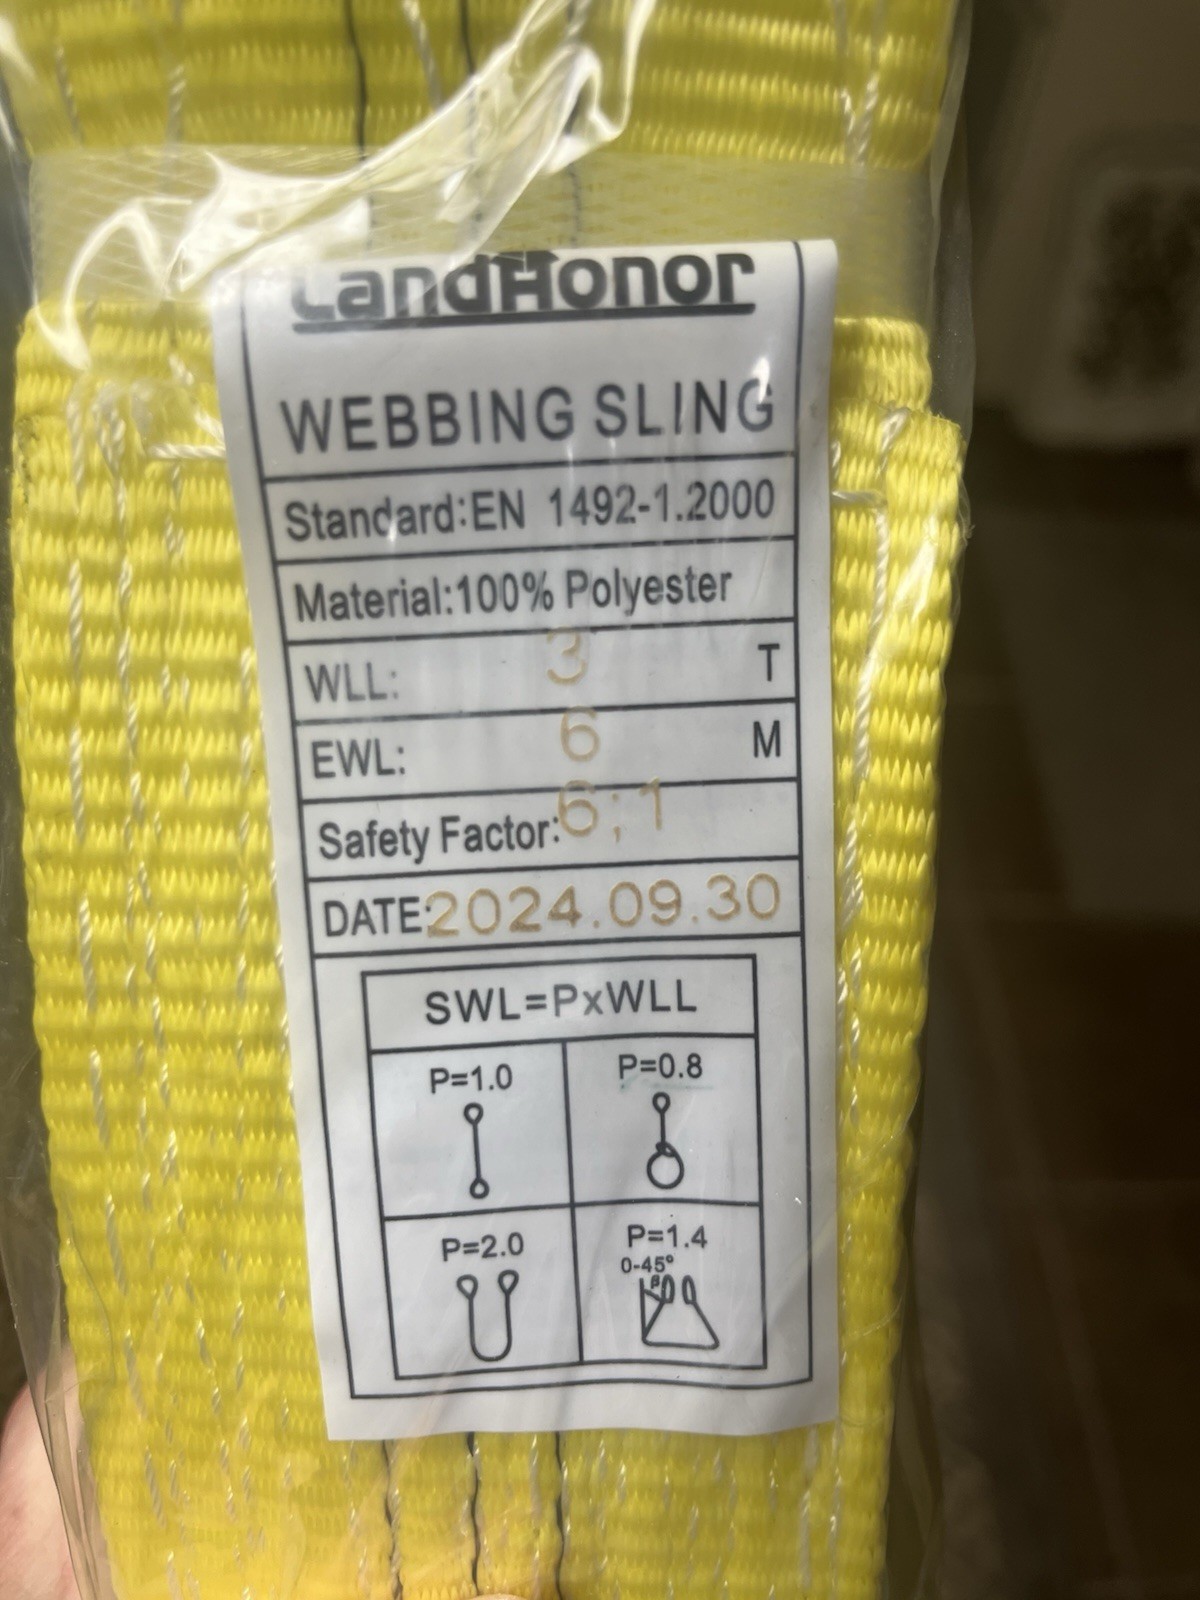 LandHonor
WEBBING SLING
Standard:EN 1492-1.2000
Material:100% Polyester
WLL: 3 T
EWL: 6 M
Safety Factor:6;1
DATE:2024.09.30
SWL=PxWLL
P=1.0
P=0.8
P=2.0
P=1.4
0-45°
β